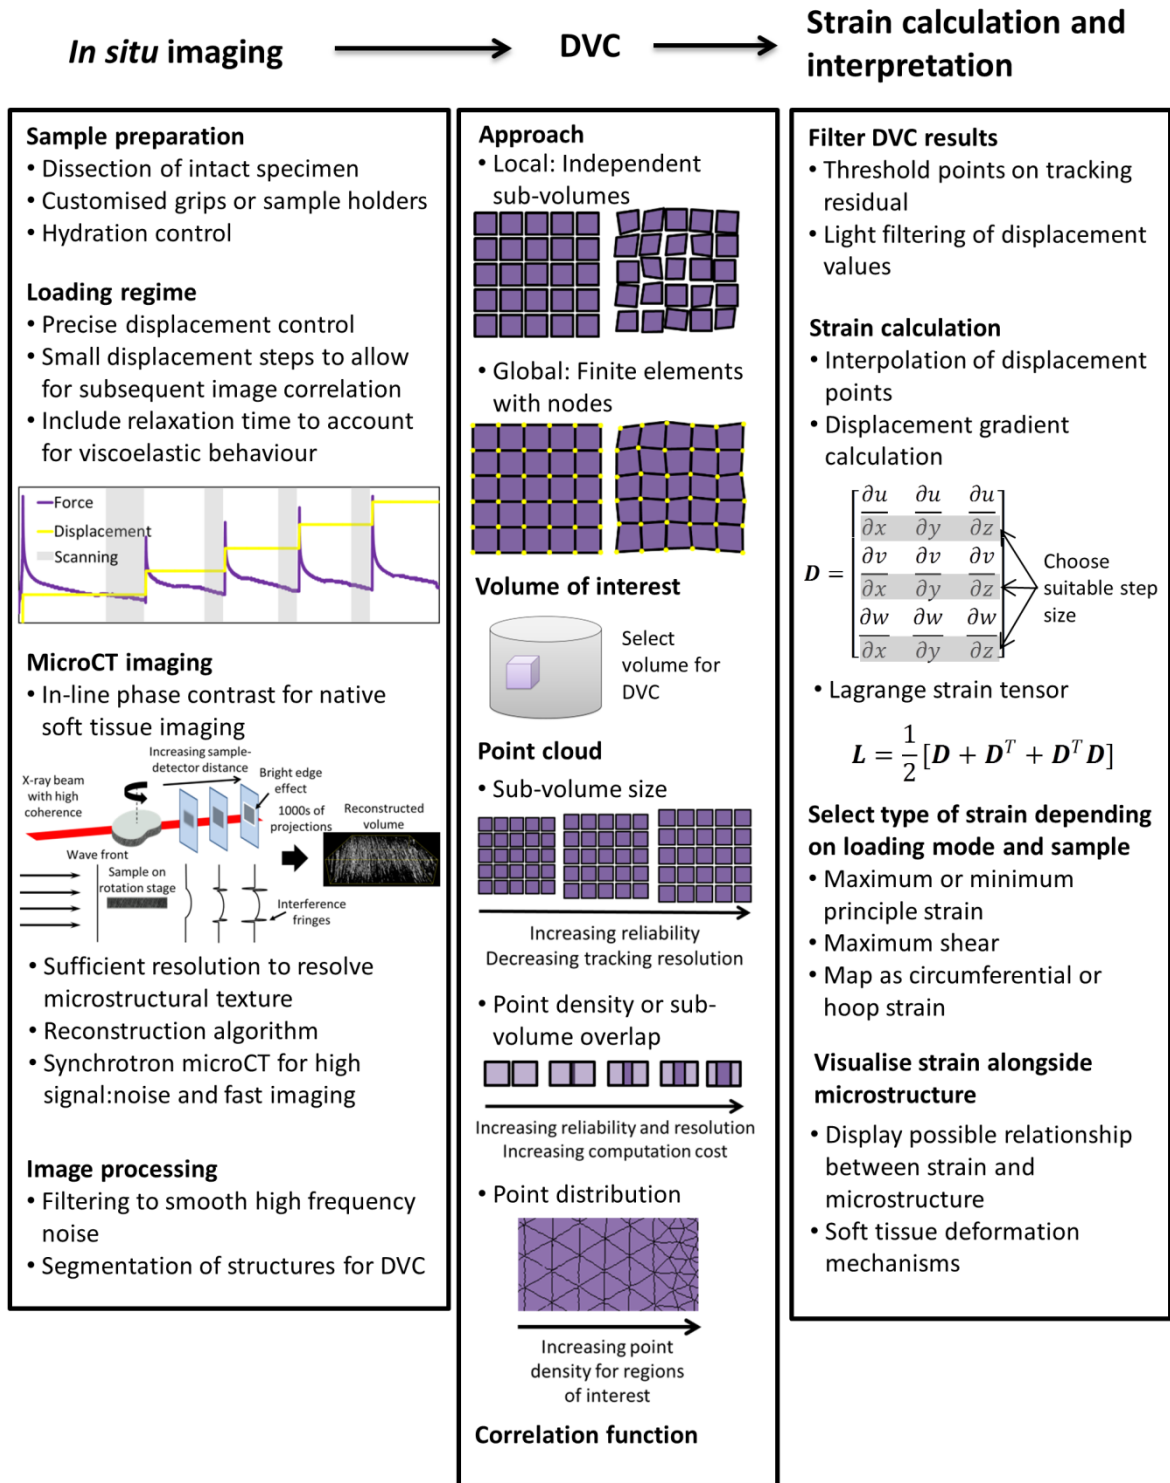 In situ imaging
DVC
Strain calculation and
interpretation
Sample preparation
• Dissection of intact specimen
• Customised grips or sample holders
• Hydration control
Loading regime
• Precise displacement control
• Small displacement steps to allow
for subsequent image correlation
• Include relaxation time to account
for viscoelastic behaviour
Force
Displacement
Scanning
MicroCT imaging
• In-line phase contrast for native
soft tissue imaging
Increasing sample-
detector distance
X-ray beam
with high
coherence
Bright edge
effect
1000s of
projections
Reconstructed
volume
Wave front
Sample on
rotation stage
Interference
fringes
• Sufficient resolution to resolve
microstructural texture
• Reconstruction algorithm
• Synchrotron microCT for high
signal:noise and fast imaging
Image processing
• Filtering to smooth high frequency
noise
• Segmentation of structures for DVC
Approach
• Local: Independent
sub-volumes
• Global: Finite elements
with nodes
Volume of interest
Select
volume for
DVC
Point cloud
• Sub-volume size
Increasing reliability
Decreasing tracking resolution
• Point density or sub-
volume overlap
Increasing reliability and resolution
Increasing computation cost
• Point distribution
Increasing point
density for regions
of interest
Correlation function
Filter DVC results
• Threshold points on tracking
residual
• Light filtering of displacement
values
Strain calculation
• Interpolation of displacement
points
• Displacement gradient
calculation
∂u ∂u ∂u
∂x ∂y ∂z
∂v ∂v ∂v
D =
∂x ∂y ∂z
∂w ∂w ∂w
∂x ∂y ∂z
Choose
suitable step
size
• Lagrange strain tensor
L = 1/2 [D + D^T + D^T D]
Select type of strain depending
on loading mode and sample
• Maximum or minimum
principle strain
• Maximum shear
• Map as circumferential or
hoop strain
Visualise strain alongside
microstructure
• Display possible relationship
between strain and
microstructure
• Soft tissue deformation
mechanisms